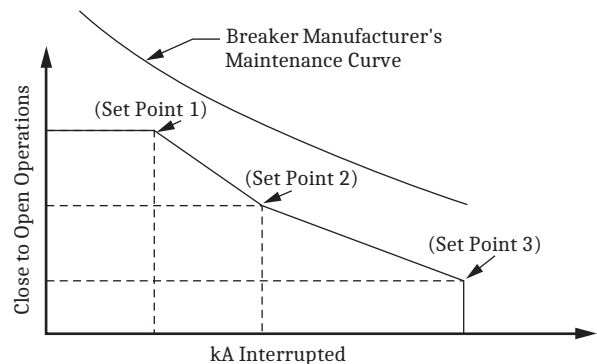 Breaker Manufacturer's
Maintenance Curve
(Set Point 1)
(Set Point 2)
(Set Point 3)
Close to Open Operations
kA Interrupted